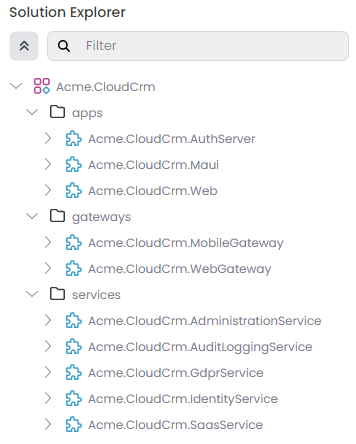 Solution Explorer
Filter
Acme.CloudCrm
apps
Acme.CloudCrm.AuthServer
Acme.CloudCrm.Maui
Acme.CloudCrm.Web
gateways
Acme.CloudCrm.MobileGateway
Acme.CloudCrm.WebGateway
services
Acme.CloudCrm.AdministrationService
Acme.CloudCrm.AuditLoggingService
Acme.CloudCrm.GdprService
Acme.CloudCrm.IdentityService
Acme.CloudCrm.SaasService